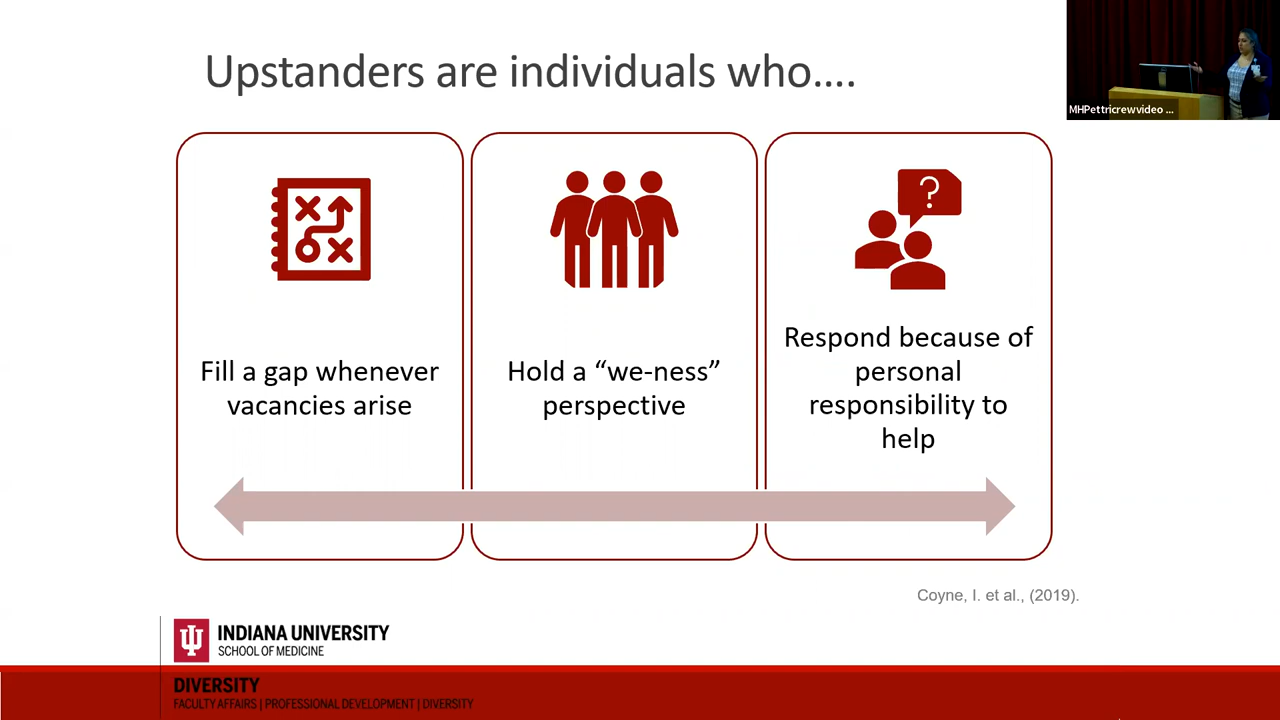 Upstanders are individuals who....
MHPettricrewvideo ...
?
Fill a gap whenever
vacancies arise
Hold a “we-ness”
perspective
Respond because of
personal
responsibility to
help
Coyne, I. et al., (2019).
INDIANA UNIVERSITY
SCHOOL OF MEDICINE
DIVERSITY
FACULTY AFFAIRS | PROFESSIONAL DEVELOPMENT | DIVERSITY